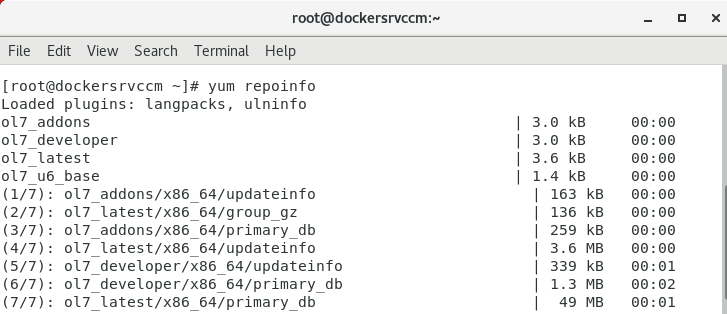 root@dockersrvccm:~
File Edit View Search Terminal Help
[root@dockersrvccm ~]# yum repoinfo
Loaded plugins: langpacks, ulninfo
ol7_addons | 3.0 kB 00:00
ol7_developer | 3.0 kB 00:00
ol7_latest | 3.6 kB 00:00
ol7_u6_base | 1.4 kB 00:00
(1/7): ol7_addons/x86_64/updateinfo | 163 kB 00:00
(2/7): ol7_latest/x86_64/group_gz | 136 kB 00:00
(3/7): ol7_addons/x86_64/primary_db | 259 kB 00:00
(4/7): ol7_latest/x86_64/updateinfo | 3.6 MB 00:00
(5/7): ol7_developer/x86_64/updateinfo | 339 kB 00:01
(6/7): ol7_developer/x86_64/primary_db | 1.3 MB 00:02
(7/7): ol7_latest/x86_64/primary_db | 49 MB 00:01